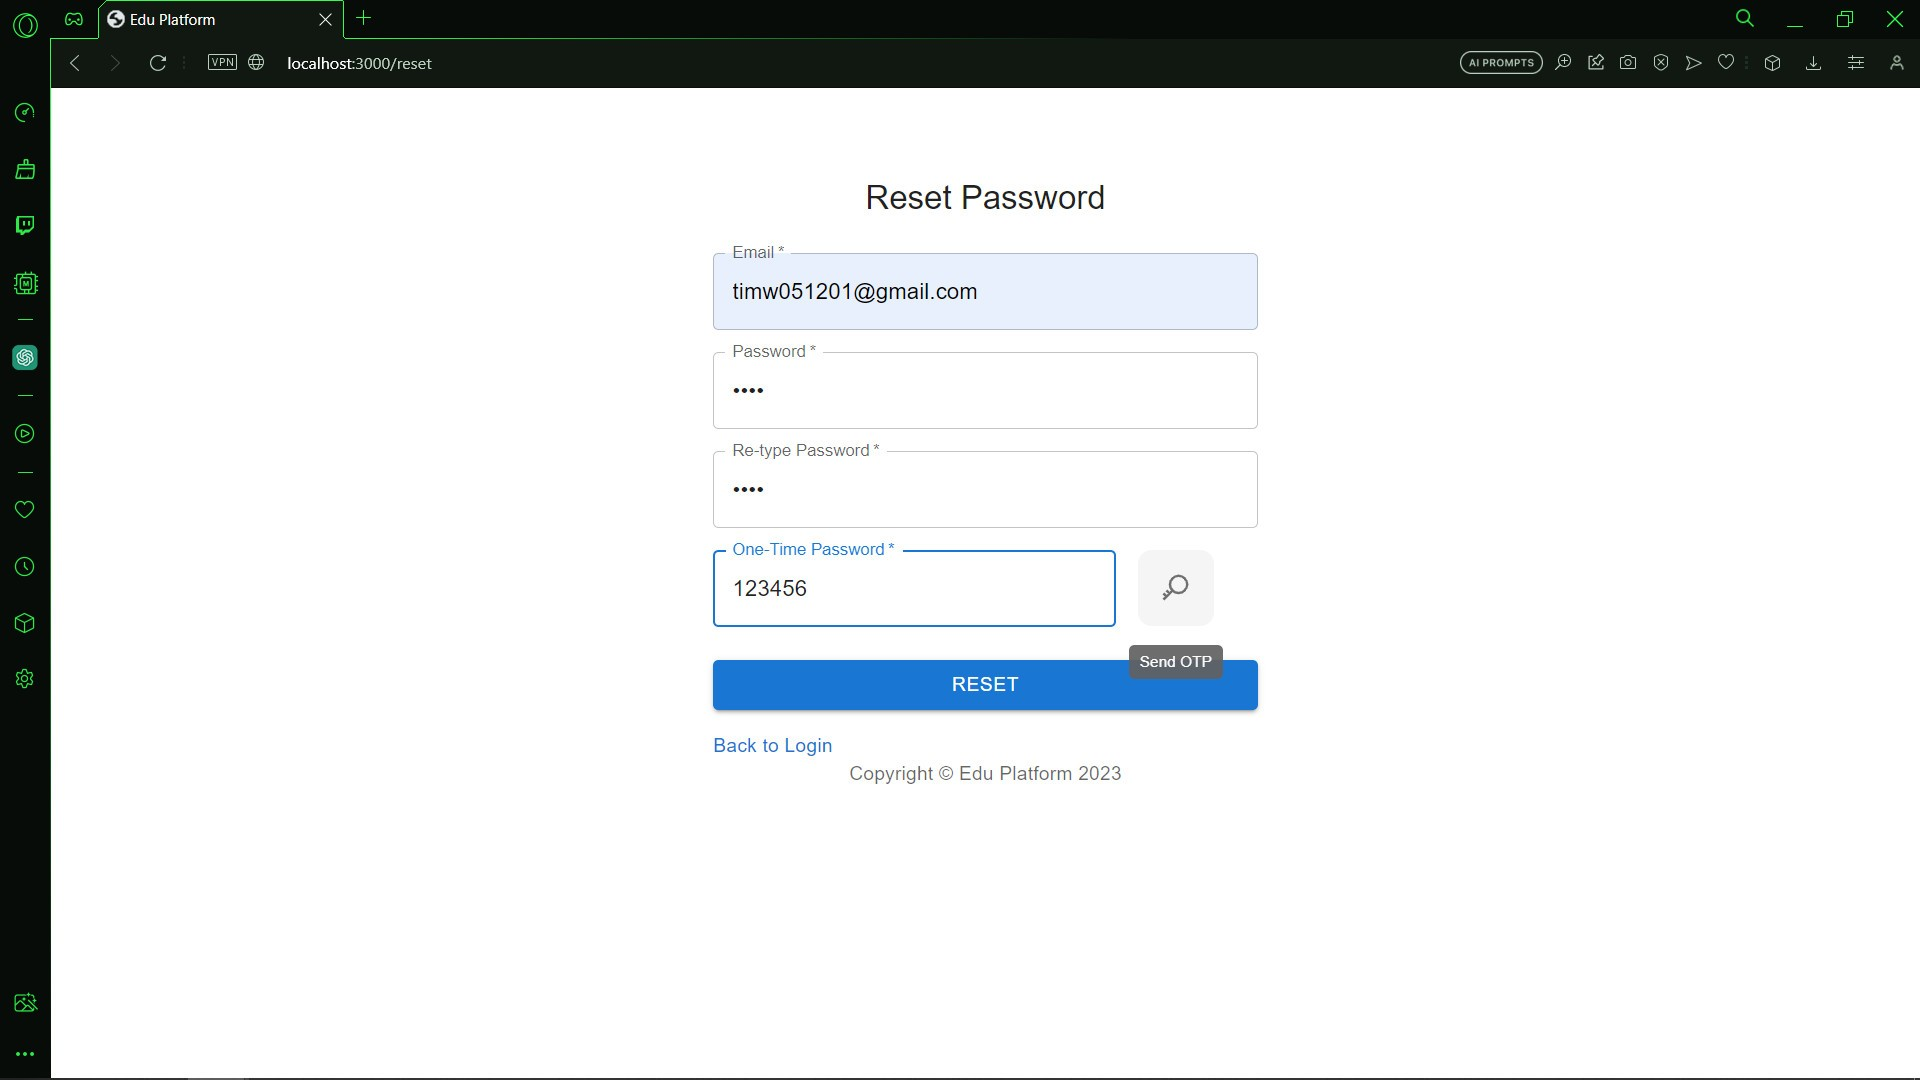 Edu Platform
VPN
localhost:3000/reset
AI PROMPTS
Reset Password
Email *
timw051201@gmail.com
Password *
••••
Re-type Password *
••••
One-Time Password *
123456
Send OTP
RESET
Back to Login
Copyright © Edu Platform 2023